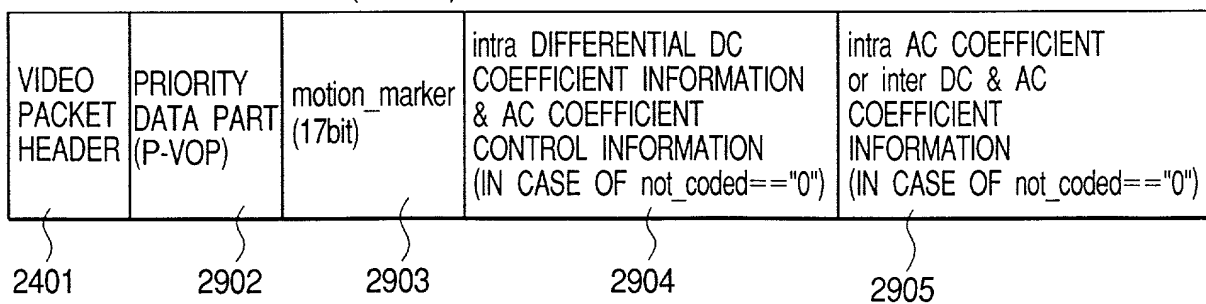 VIDEO
PACKET
HEADER
PRIORITY
DATA PART
(P-VOP)
motion_marker
(17bit)
intra DIFFERENTIAL DC
COEFFICIENT INFORMATION
& AC COEFFICIENT
CONTROL INFORMATION
(IN CASE OF not_coded=="0")
intra AC COEFFICIENT
or inter DC & AC
COEFFICIENT
INFORMATION
(IN CASE OF not_coded=="0")
2401
2902
2903
2904
2905